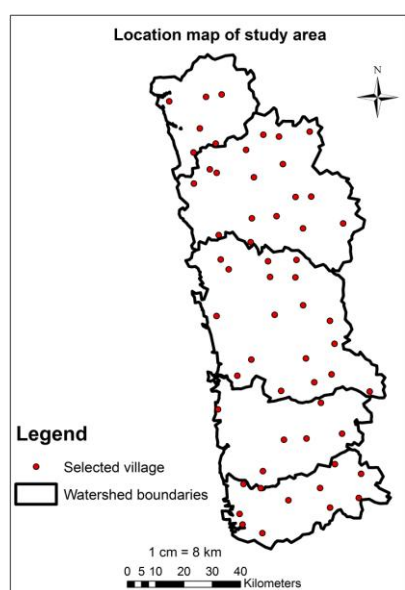 Location map of study area
N
Legend
Selected village
Watershed boundaries
1 cm = 8 km
0 5 10 20 30 40
Kilometers